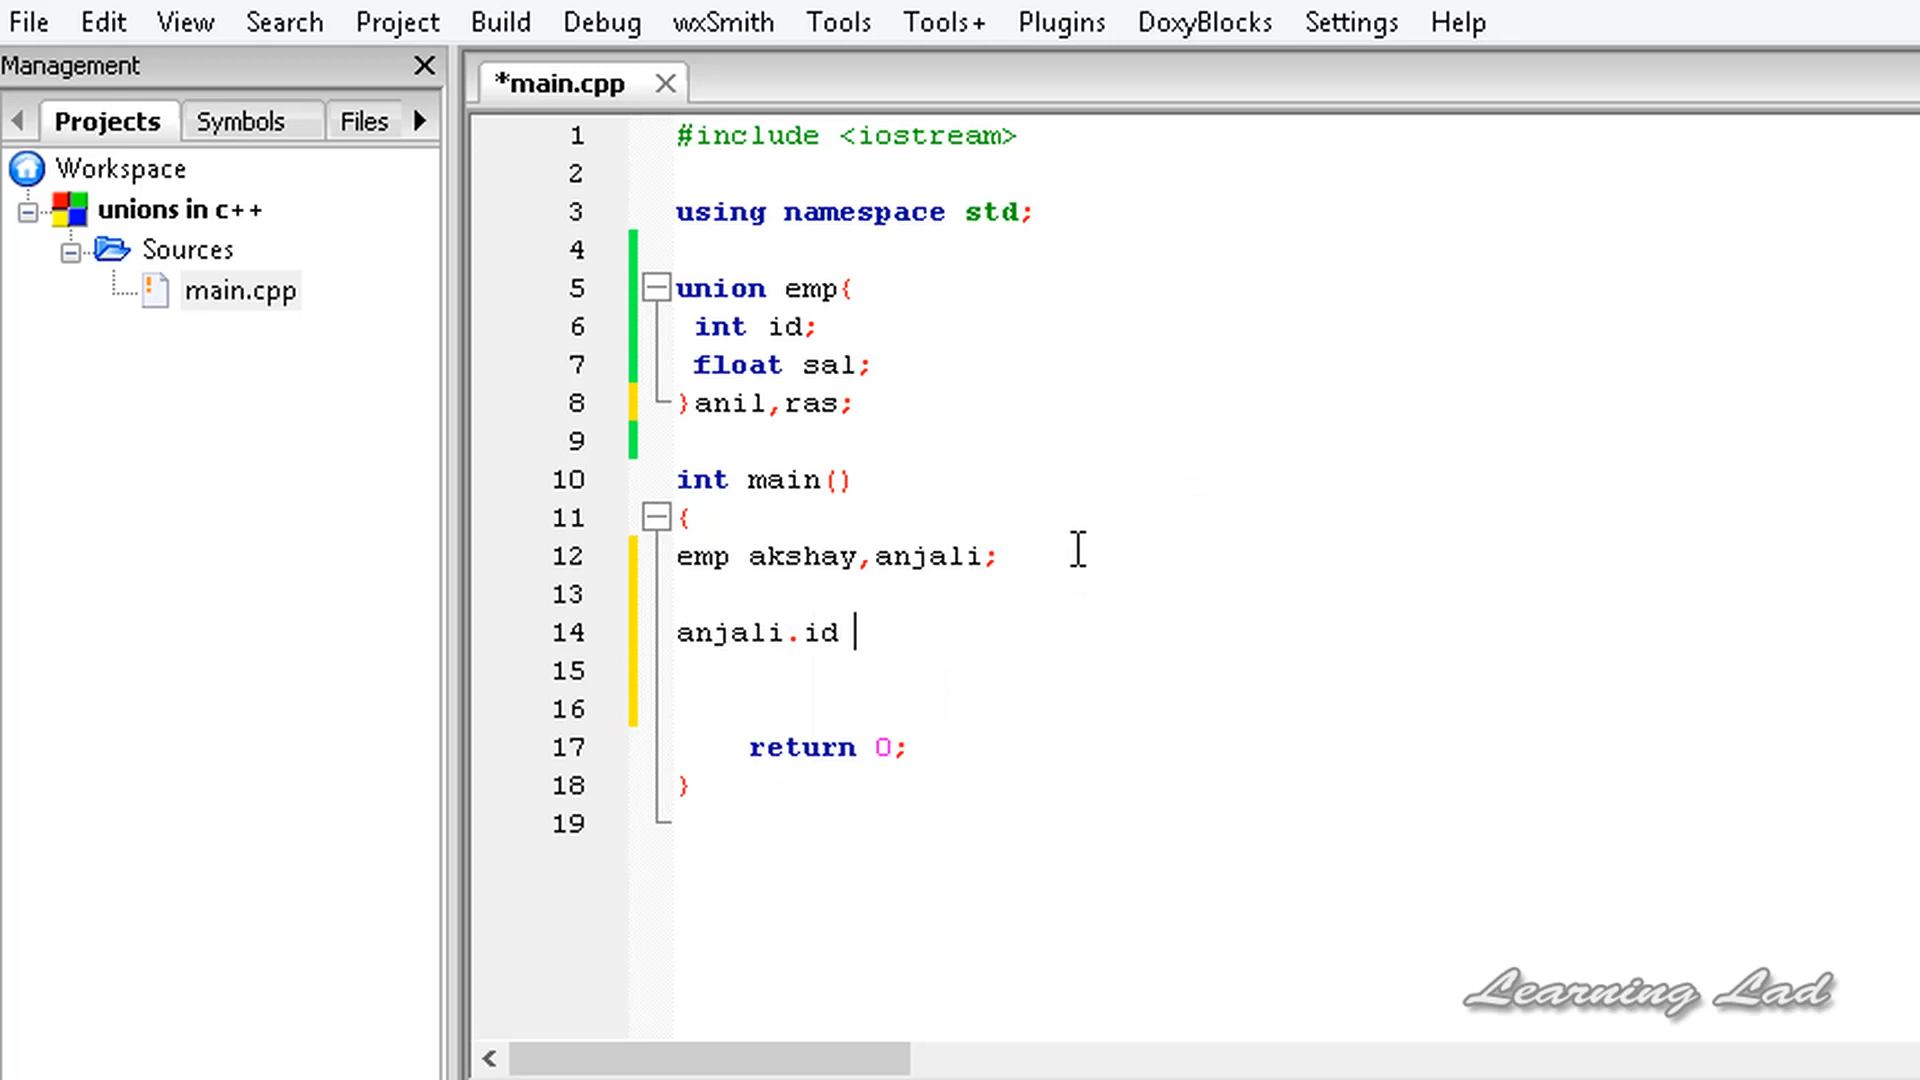 File Edit View Search Project Build Debug wxSmith Tools Tools+ Plugins DoxyBlocks Settings Help
Management
*main.cpp
Projects Symbols Files
Workspace
unions in c++
Sources
main.cpp
1 #include <iostream>
2
3 using namespace std;
4
5 union emp{
6 int id;
7 float sal;
8 }anil,ras;
9
10 int main()
11 {
12 emp akshay,anjali;
13
14 anjali.id
15
16
17 return 0;
18 }
19
Learning Lad